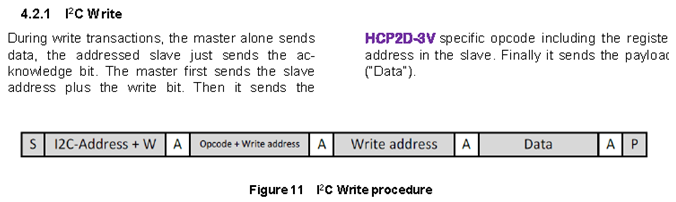 4.2.1 I²C Write
During write transactions, the master alone sends
data, the addressed slave just sends the ac-
knowledge bit. The master first sends the slave
address plus the write bit. Then it sends the
HCP2D-3V specific opcode including the registe
address in the slave. Finally it sends the payload
("Data").
S I2C-Address + W A Opcode + Write address A Write address A Data A P
Figure 11 I²C Write procedure